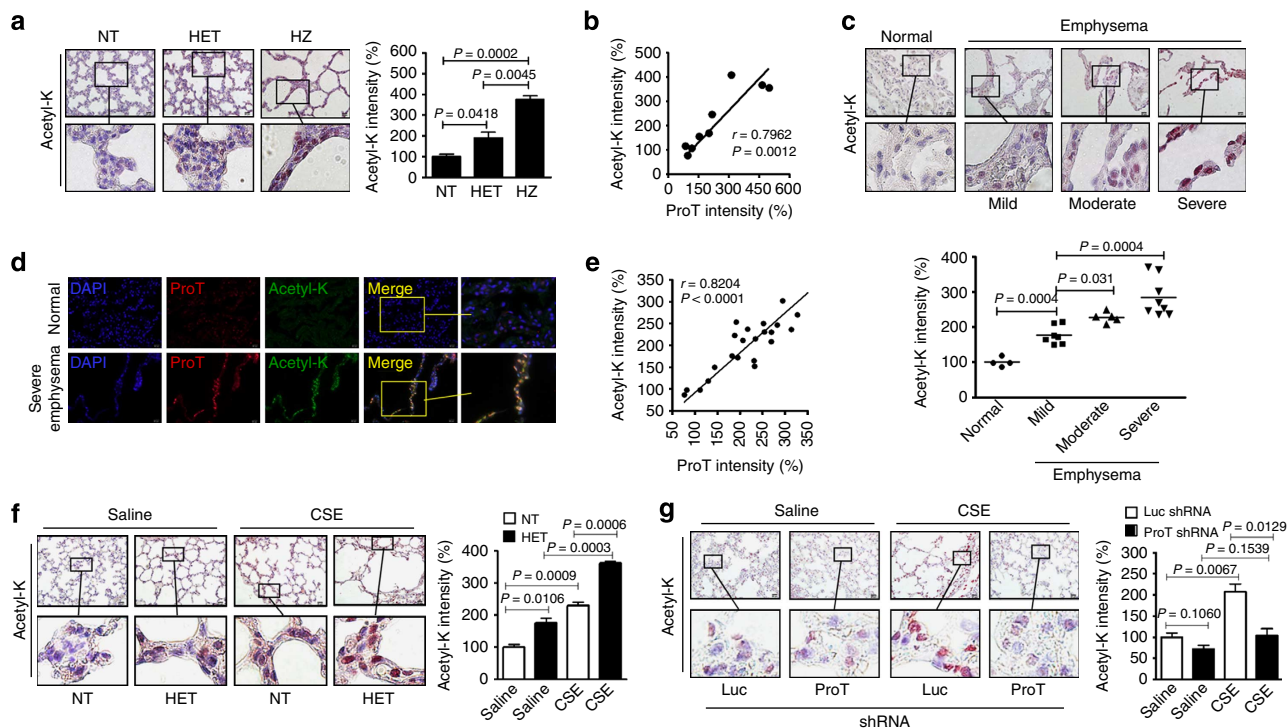 a
NT HET HZ
Acetyl-K
Acetyl-K intensity (%)
600
500
400
300
200
100
0
P = 0.0002
P = 0.0045
P = 0.0418
NT HET HZ
b
Acetyl-K intensity (%)
500
400
300
200
100
0
r = 0.7962
P = 0.0012
0 150 300 450 600
ProT intensity (%)
c
Emphysema
Normal
Acetyl-K
Mild Moderate Severe
Acetyl-K intensity (%)
400
300
200
100
0
P = 0.0004
P = 0.031
P = 0.0004
Normal Mild Moderate Severe
Emphysema
d
Normal
DAPI ProT Acetyl-K Merge
Severe
emphysema
DAPI ProT Acetyl-K Merge
e
Acetyl-K intensity (%)
350
300
250
200
150
100
50
r = 0.8204
P < 0.0001
50 100 150 200 250 300 350
ProT intensity (%)
f
Saline CSE
Acetyl-K
NT HET NT HET
NT
HET
Acetyl-K intensity (%)
400
300
200
100
0
P = 0.0006
P = 0.0003
P = 0.0009
P = 0.0106
Saline Saline CSE CSE
g
Saline CSE
Acetyl-K
Luc ProT Luc ProT
shRNA
Luc shRNA
ProT shRNA
Acetyl-K intensity (%)
300
250
200
150
100
50
0
P = 0.0129
P = 0.1539
P = 0.0067
P = 0.1060
Saline Saline CSE CSE